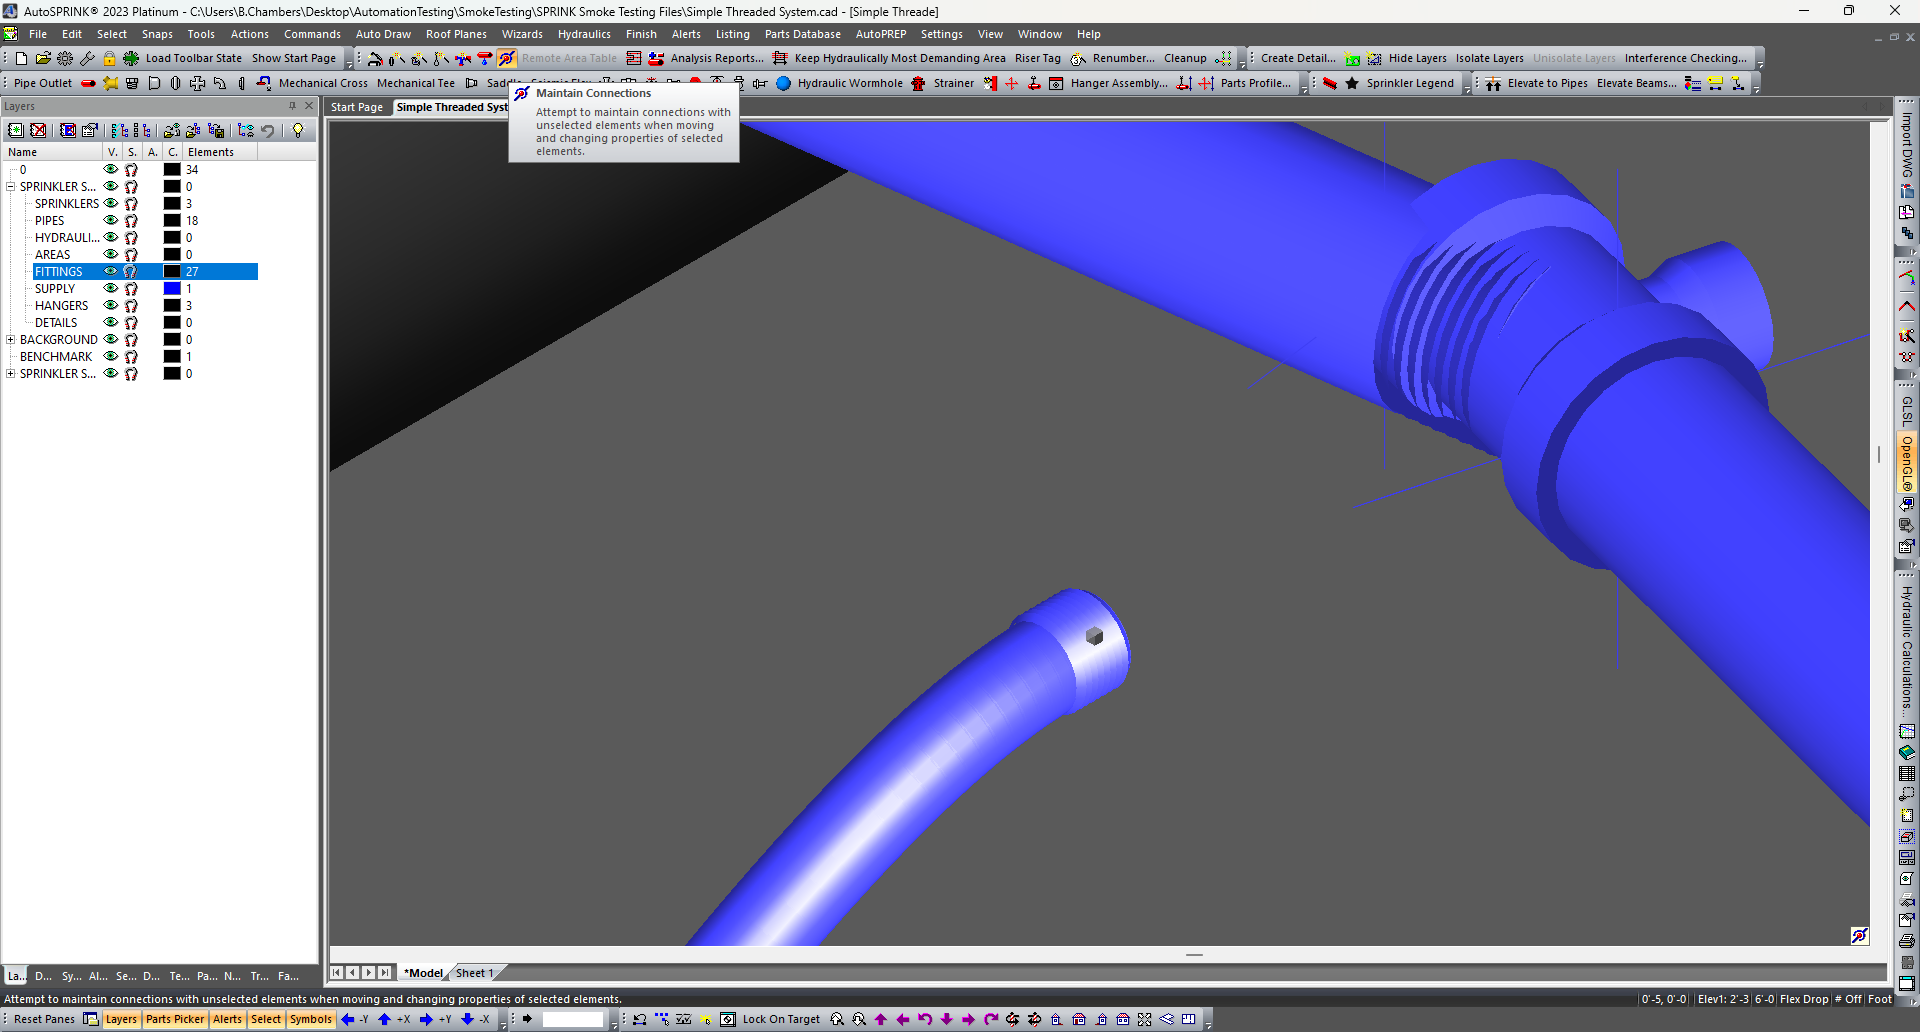 AutoSPRINK® 2023 Platinum - C:\Users\B.Chambers\Desktop\AutomationTesting\SmokeTesting\SPRINK Smoke Testing Files\Simple Threaded System.cad - [Simple Threade]
File Edit Select Snaps Tools Actions Commands Auto Draw Roof Planes Wizards Hydraulics Finish Alerts Listing Parts Database AutoPREP Settings View Window Help
Load Toolbar State Show Start Page Remote Area Table Analysis Reports... Keep Hydraulically Most Demanding Area Riser Tag Renumber... Cleanup Create Detail... Hide Layers Isolate Layers Unisolate Layers Interference Checking...
Pipe Outlet Mechanical Cross Mechanical Tee Hydraulic Wormhole Strainer Hanger Assembly... Parts Profile... Sprinkler Legend Elevate to Pipes Elevate Beams...
Layers
Start Page Simple Threaded Syst
Maintain Connections
Attempt to maintain connections with
unselected elements when moving
and changing properties of selected
elements.
Name V. S. A. C. Elements
0 34
SPRINKLER S... 0
SPRINKLERS 3
PIPES 18
HYDRAULI... 0
AREAS 0
FITTINGS 27
SUPPLY 1
HANGERS 3
DETAILS 0
BACKGROUND 0
BENCHMARK 1
SPRINKLER S... 0
Import DWG
GLSL
OpenGL®
Hydraulic Calculations...
La... D... Sy... Al... Se... D... Te... Pa... N... Tr... Fa...
*Model Sheet 1
Attempt to maintain connections with unselected elements when moving and changing properties of selected elements.
0'-5, 0'-0 Elev1: 2'-3 6'-0 Flex Drop # Off Foot
Reset Panes Layers Parts Picker Alerts Select Symbols -Y +X +Y -X Lock On Target